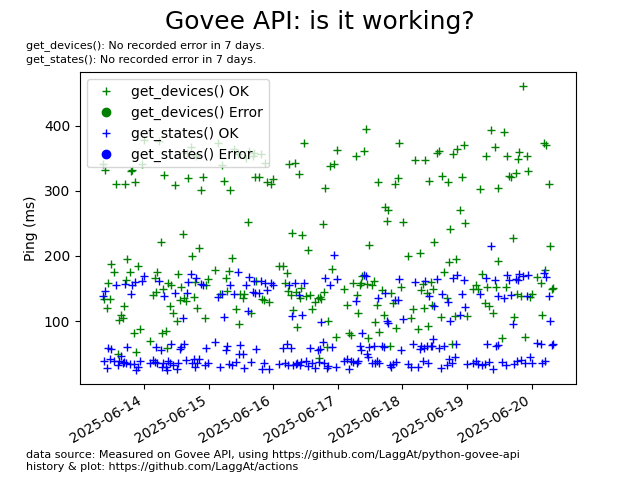 Govee API: is it working?
get_devices(): No recorded error in 7 days.
get_states(): No recorded error in 7 days.
get_devices() OK
get_devices() Error
get_states() OK
get_states() Error
Ping (ms)
400
300
200
100
2025-06-14
2025-06-15
2025-06-16
2025-06-17
2025-06-18
2025-06-19
2025-06-20
data source: Measured on Govee API, using https://github.com/LaggAt/python-govee-api
history & plot: https://github.com/LaggAt/actions